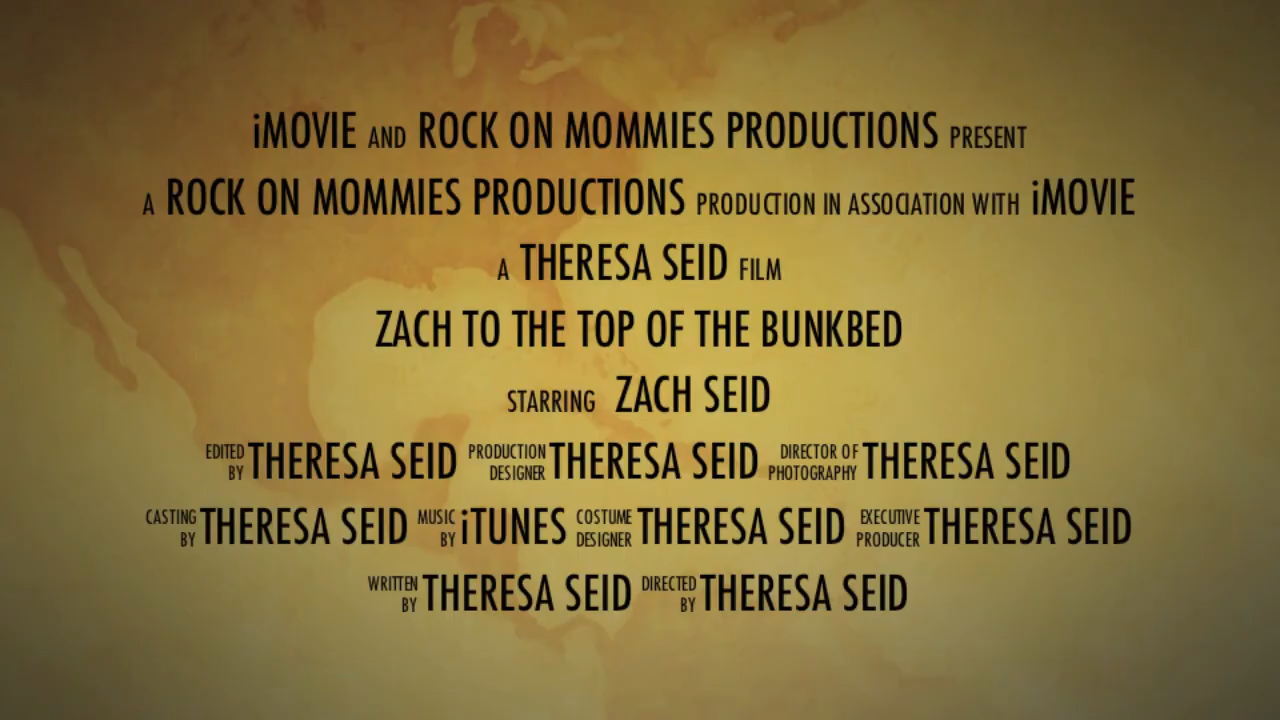 iMOVIE AND ROCK ON MOMMIES PRODUCTIONS PRESENT
A ROCK ON MOMMIES PRODUCTIONS PRODUCTION IN ASSOCIATION WITH iMOVIE
A THERESA SEID FILM
ZACH TO THE TOP OF THE BUNKBED
STARRING ZACH SEID
EDITED BY THERESA SEID PRODUCTION DESIGNER THERESA SEID DIRECTOR OF PHOTOGRAPHY THERESA SEID
CASTING BY THERESA SEID MUSIC BY iTUNES COSTUME DESIGNER THERESA SEID EXECUTIVE PRODUCER THERESA SEID
WRITTEN BY THERESA SEID DIRECTED BY THERESA SEID